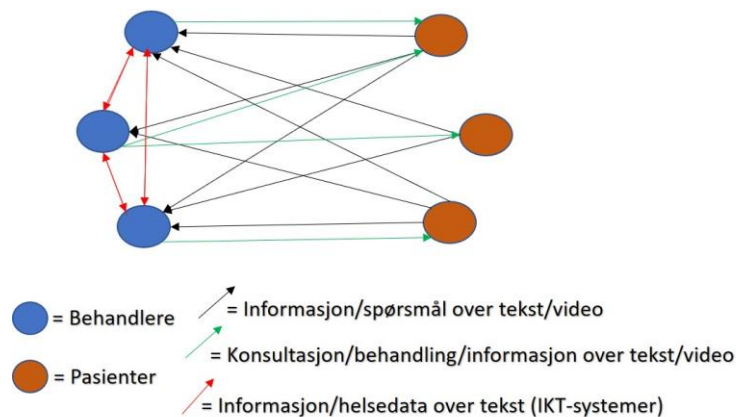 = Behandlere
= Informasjon/spørsmål over tekst/video
= Konsultasjon/behandling/informasjon over tekst/video
= Pasienter
= Informasjon/helsedata over tekst (IKT-systemer)